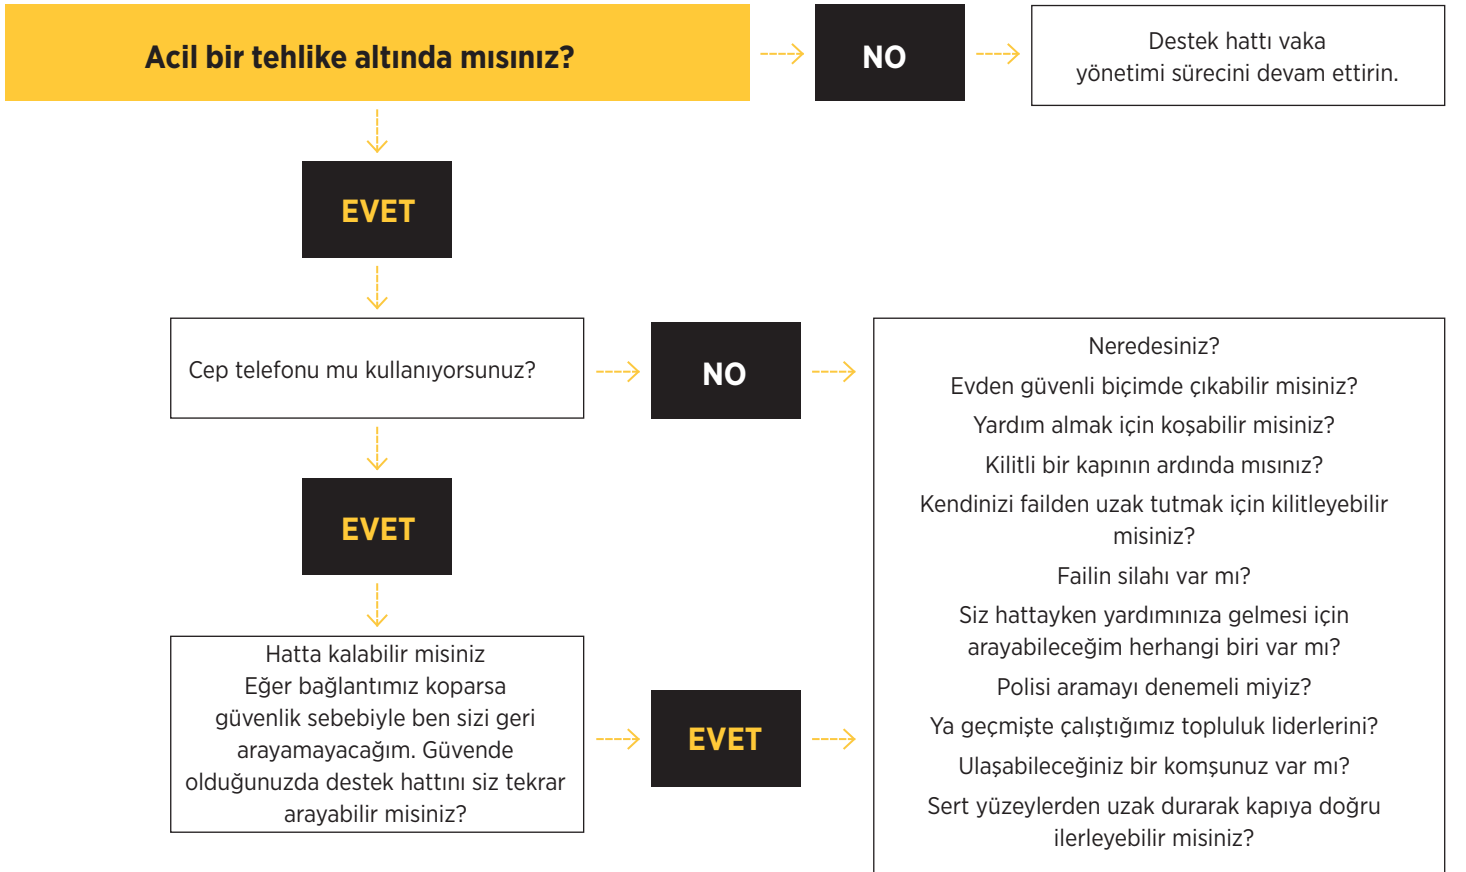 Acil bir tehlike altında mısınız?
NO
Destek hattı vaka
yönetimi sürecini devam ettirin.
EVET
Cep telefonu mu kullanıyorsunuz?
NO
Neredesiniz?
Evden güvenli biçimde çıkabilir misiniz?
Yardım almak için koşabilir misiniz?
Kilitli bir kapının ardında mısınız?
Kendinizi failden uzak tutmak için kilitleyebilir
misiniz?
Failin silahı var mı?
Siz hattayken yardımınıza gelmesi için
arayabileceğim herhangi biri var mı?
Polisi aramayı denemeli miyiz?
Ya geçmişte çalıştığımız topluluk liderlerini?
Ulaşabileceğiniz bir komşunuz var mı?
Sert yüzeylerden uzak durarak kapıya doğru
ilerleyebilir misiniz?
EVET
Hatta kalabilir misiniz
Eğer bağlantımız koparsa
güvenlik sebebiyle ben sizi geri
arayamayacağım. Güvende
olduğunuzda destek hattını siz tekrar
arayabilir misiniz?
EVET